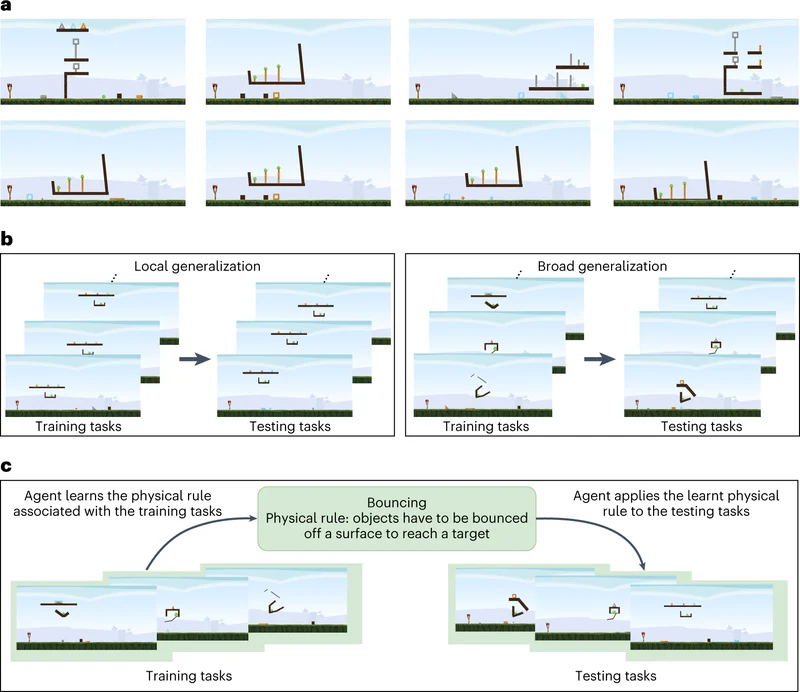 a
b
Local generalization
Broad generalization
Training tasks
Testing tasks
Training tasks
Testing tasks
c
Agent learns the physical rule
associated with the training tasks
Bouncing
Physical rule: objects have to be bounced
off a surface to reach a target
Agent applies the learnt physical
rule to the testing tasks
Training tasks
Testing tasks